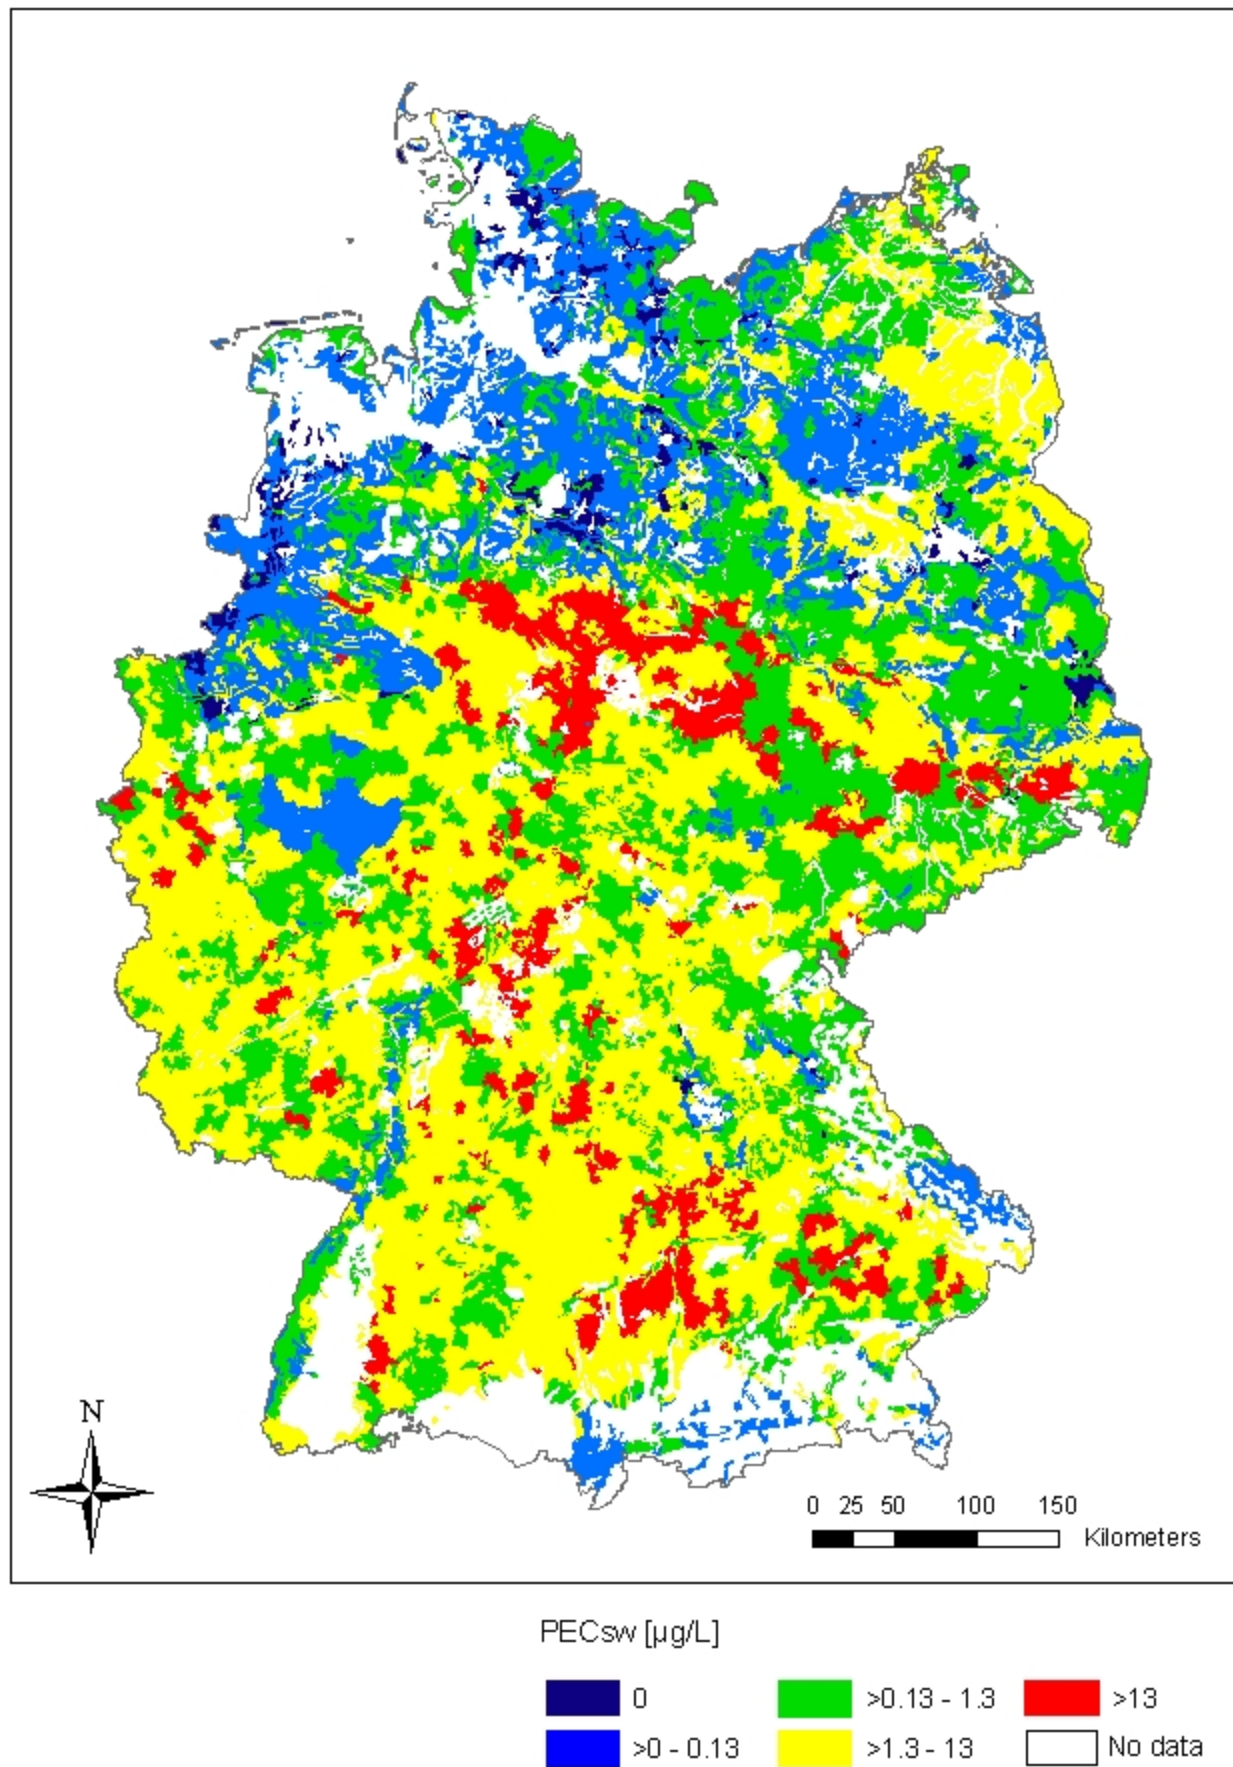 N
0 25 50 100 150
Kilometers
PECsw [µg/L]
0 >0.13 - 1.3 >13
>0 - 0.13 >1.3 - 13 No data